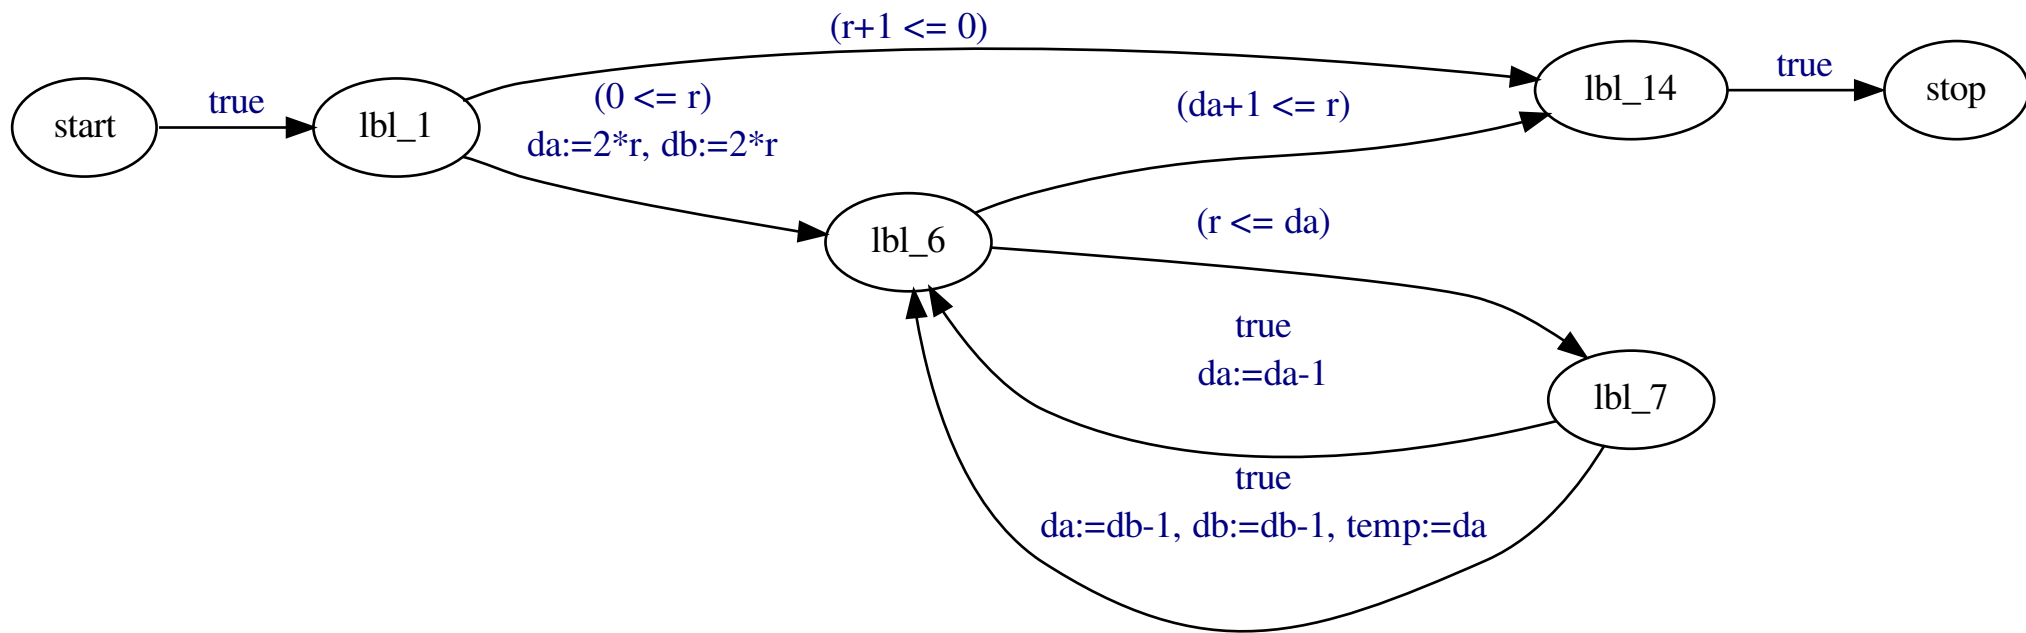 start
true
lbl_1
(r+1 <= 0)
(0 <= r)
da:=2*r, db:=2*r
lbl_6
(da+1 <= r)
(r <= da)
lbl_14
true
stop
true
da:=da-1
lbl_7
true
da:=db-1, db:=db-1, temp:=da